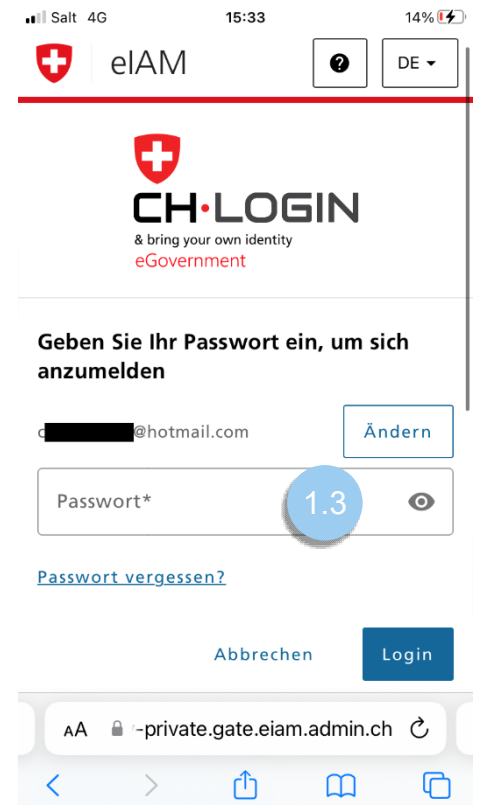 Salt 4G 15:33 14%
eIAM DE
CH·LOGIN
& bring your own identity
eGovernment
Geben Sie Ihr Passwort ein, um sich
anzumelden
c @hotmail.com Ändern
Passwort* 1.3
Passwort vergessen?
Abbrechen Login
AA -private.gate.eiam.admin.ch